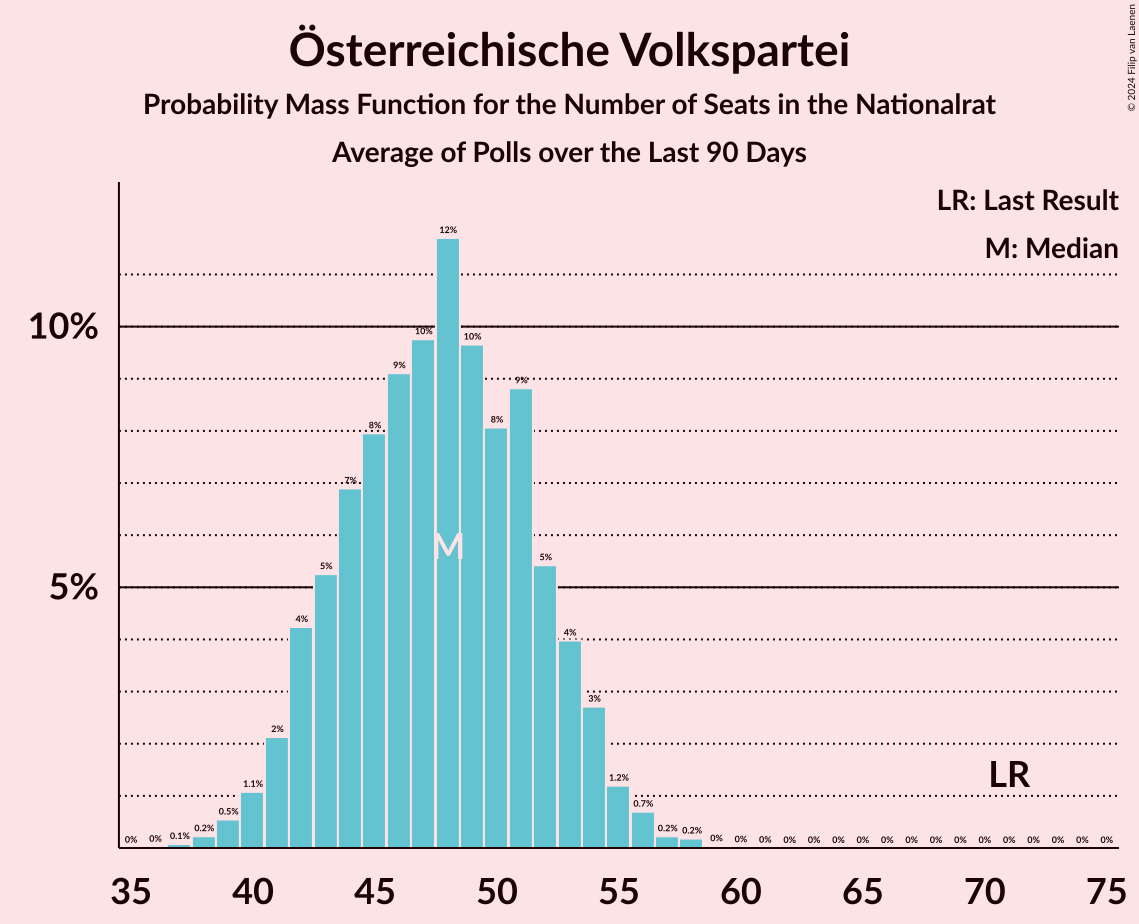 Österreichische Volkspartei
Probability Mass Function for the Number of Seats in the Nationalrat
Average of Polls over the Last 90 Days
© 2024 Filip van Laenen
LR: Last Result
M: Median
10%
5%
0% 0% 0.1% 0.2% 0.5% 1.1% 2% 4% 5% 7% 8% 9% 10% 12% 10% 8% 9% 5% 4% 3% 1.2% 0.7% 0.2% 0.2% 0% 0% 0% 0% 0% 0% 0% 0% 0% 0% 0% 0% 0% 0% 0% 0% 0%
M
LR
35 40 45 50 55 60 65 70 75